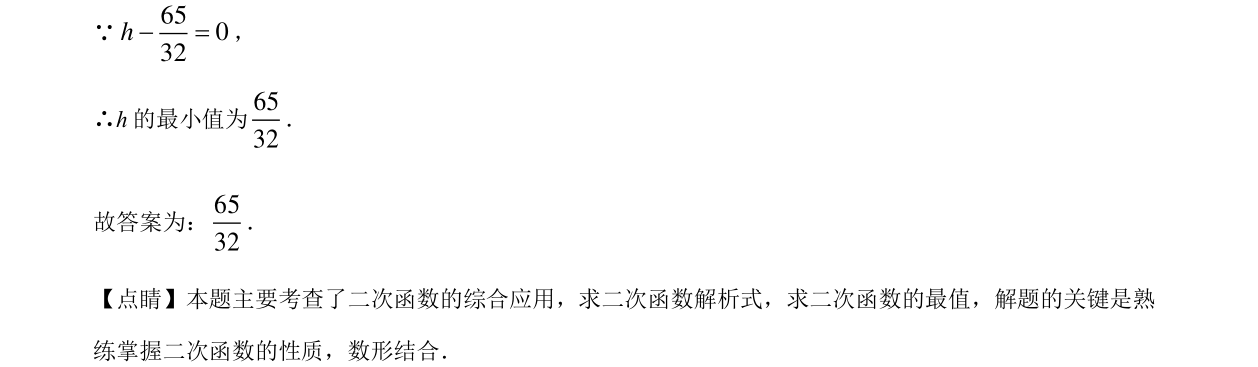 ∵ h − 65/32 = 0，
∴h 的最小值为 65/32．
故答案为：65/32．
【点睛】本题主要考查了二次函数的综合应用，求二次函数解析式，求二次函数的最值，解题的关键是熟
练掌握二次函数的性质，数形结合．